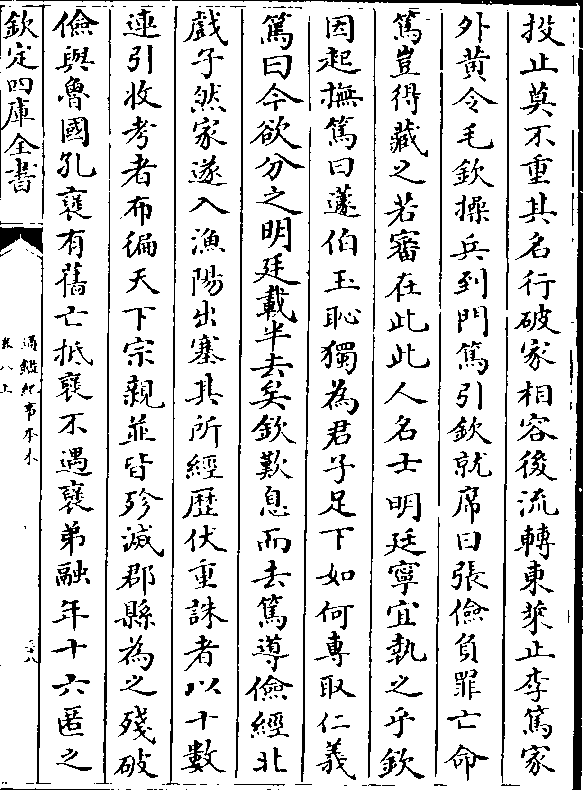 投止莫不重其名行破家相容後流轉東萊止李篤家
外黄令毛欽操兵到門篤引欽就席曰張儉負罪亡命
篤豈得藏之若審在此此人名士明廷寧宜執之乎欽
因起撫篤曰蘧伯玉恥獨為君子足下如何專取仁義
篤曰今欲分之明廷載半去矣欽歎息而去篤導儉經北
戲子然家遂入漁陽出塞其所經歷伏重誅者以十數
連引收考者布徧天下宗親並皆殄滅郡縣為之殘破
儉與魯國孔褒有舊亡抵褒不遇褒弟融年十六匿之
欽定四庫全書
通鑑紀事本末
卷八上